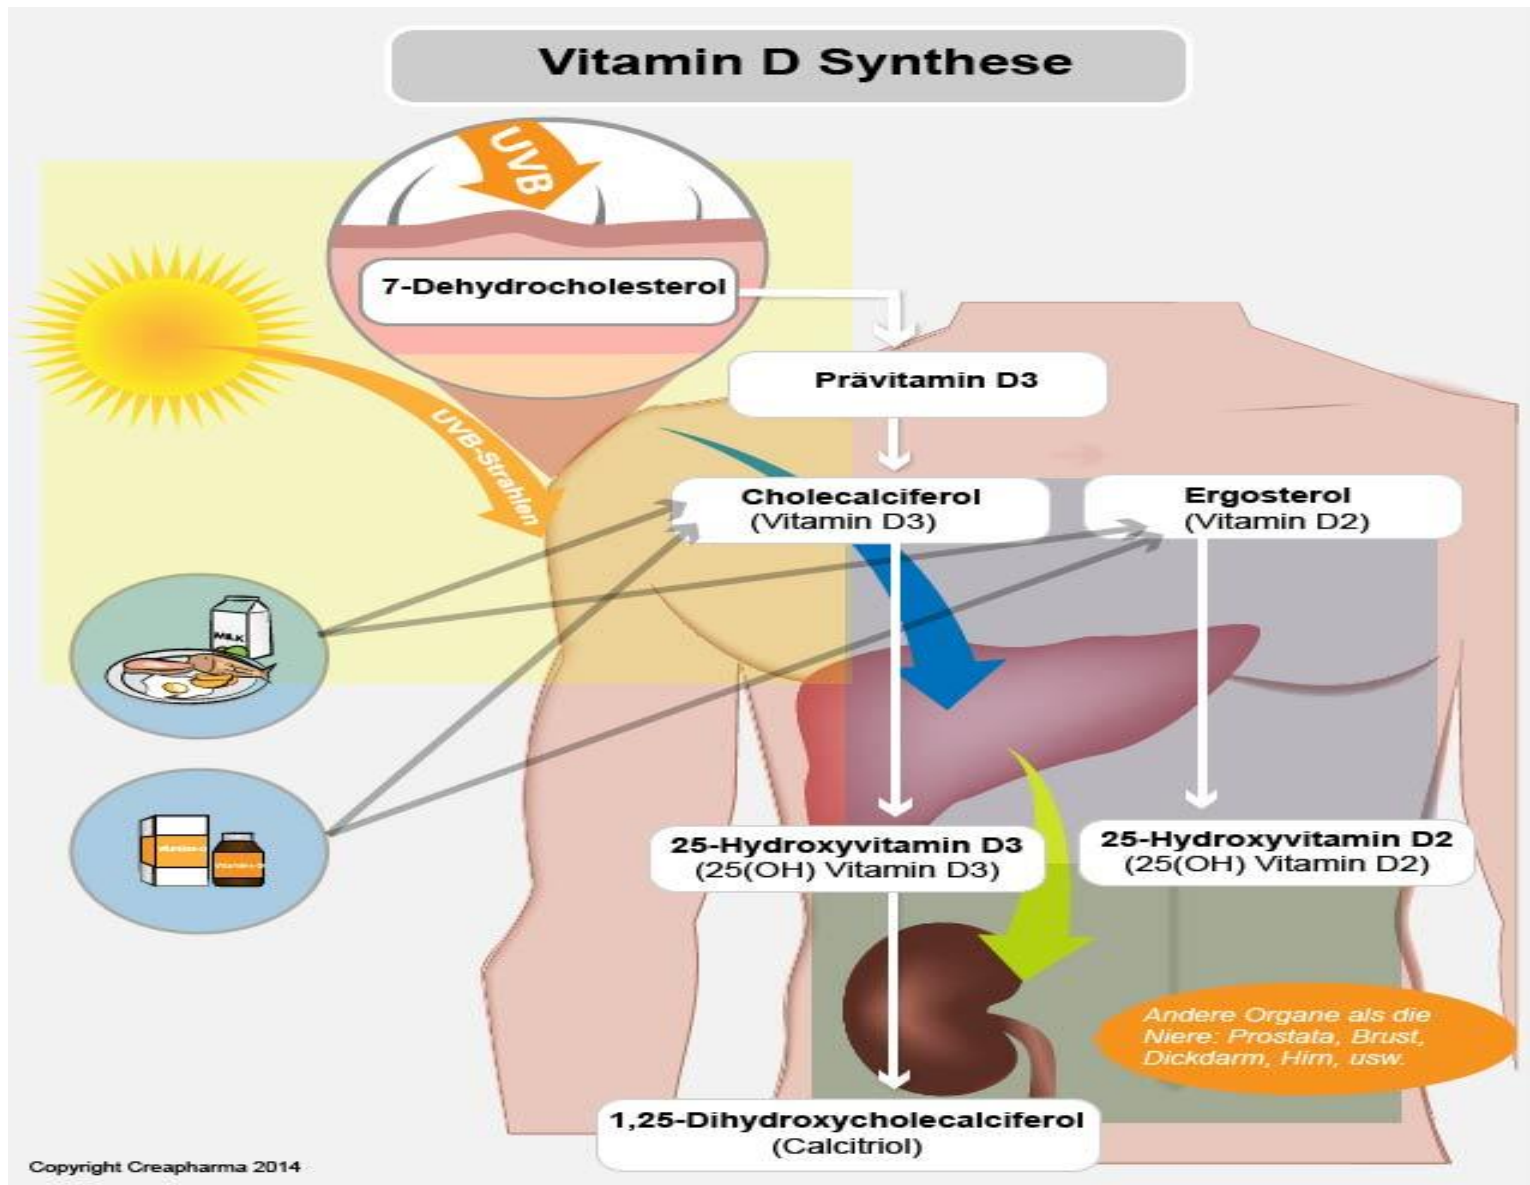 Vitamin D Synthese
UVB
7-Dehydrocholesterol
Prävitamin D3
UVB-Strahlen
Cholecalciferol
(Vitamin D3)
Ergosterol
(Vitamin D2)
MILK
25-Hydroxyvitamin D3
(25(OH) Vitamin D3)
25-Hydroxyvitamin D2
(25(OH) Vitamin D2)
Andere Organe als die
Niere: Prostata, Brust,
Dickdarm, Hirn, usw.
1,25-Dihydroxycholecalciferol
(Calcitriol)
Copyright Creapharma 2014